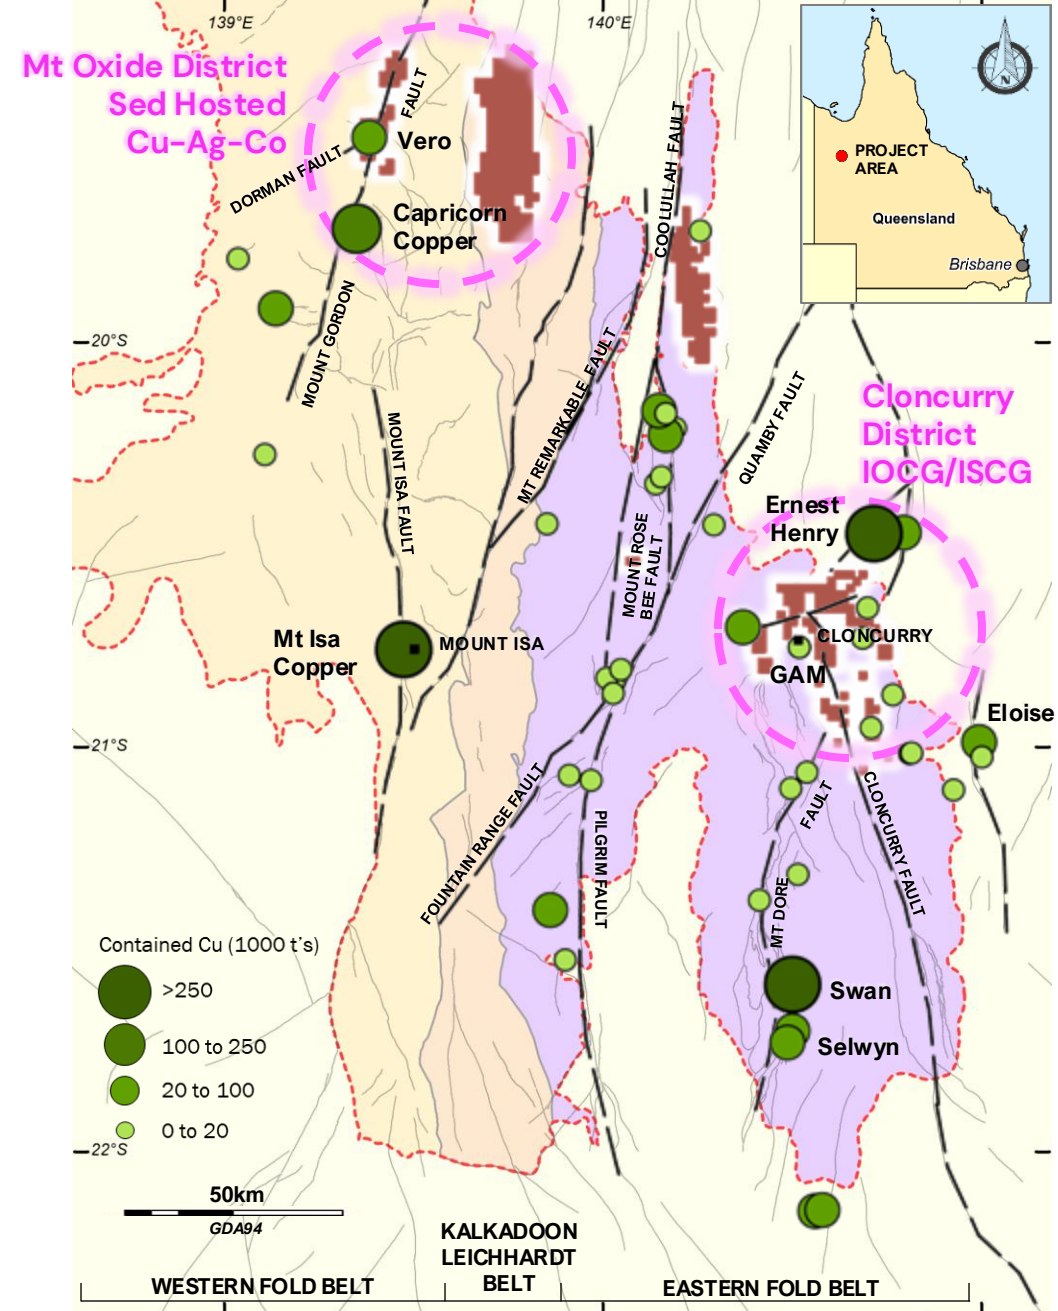 139°E
140°E
Mt Oxide District
Sed Hosted
Cu-Ag-Co
FAULT
Vero
DORMAN FAULT
Capricorn
Copper
MOUNT GORDON
COOLULLAH FAULT
N
PROJECT
AREA
Queensland
Brisbane
20°S
MT REMARKABLE FAULT
QUAMBY FAULT
Cloncurry
District
IOCG/ISCG
MOUNT ISA FAULT
Ernest
Henry
MOUNT ROSE
BEE FAULT
Mt Isa
Copper
MOUNT ISA
CLONCURRY
GAM
Eloise
21°S
FOUNTAIN RANGE FAULT
PILGRIM FAULT
FAULT
MT DORE
CLONCURRY FAULT
Contained Cu (1000 t's)
>250
100 to 250
20 to 100
0 to 20
Swan
Selwyn
22°S
50km
GDA94
WESTERN FOLD BELT
KALKADOON
LEICHHARDT
BELT
EASTERN FOLD BELT